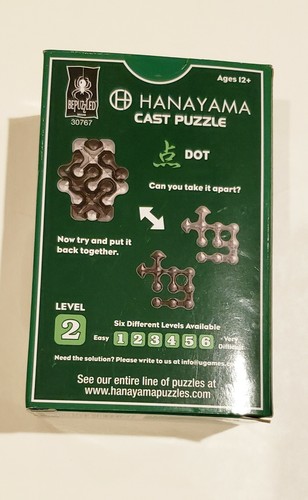 Ages 12+
BEPUZZLED
30767
HANAYAMA
CAST PUZZLE
点 DOT
Can you take it apart?
Now try and put it
back together.
LEVEL
2
Six Different Levels Available
Easy 1 2 3 4 5 6 Very
Difficult
Need the solution? Please write to us at info@ugames.
See our entire line of puzzles at
www.hanayamapuzzles.com